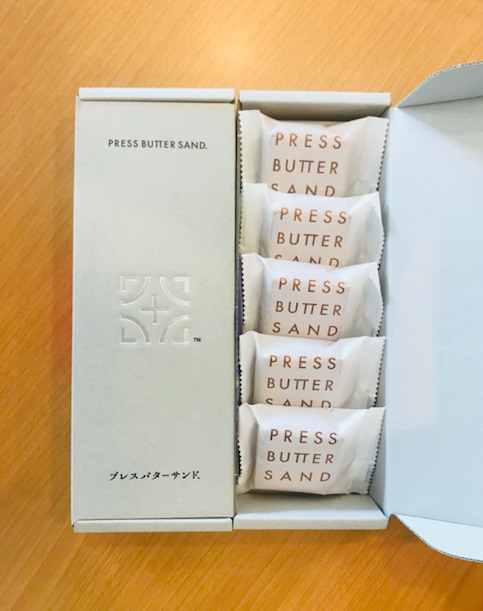 PRESS BUTTER SAND.
TM
プレスバターサンド。
PRESS
BUTTER
SAND
PRESS
BUTTER
SAND
PRESS
BUTTER
SAND
PRESS
BUTTER
SAND
PRESS
BUTTER
SAND